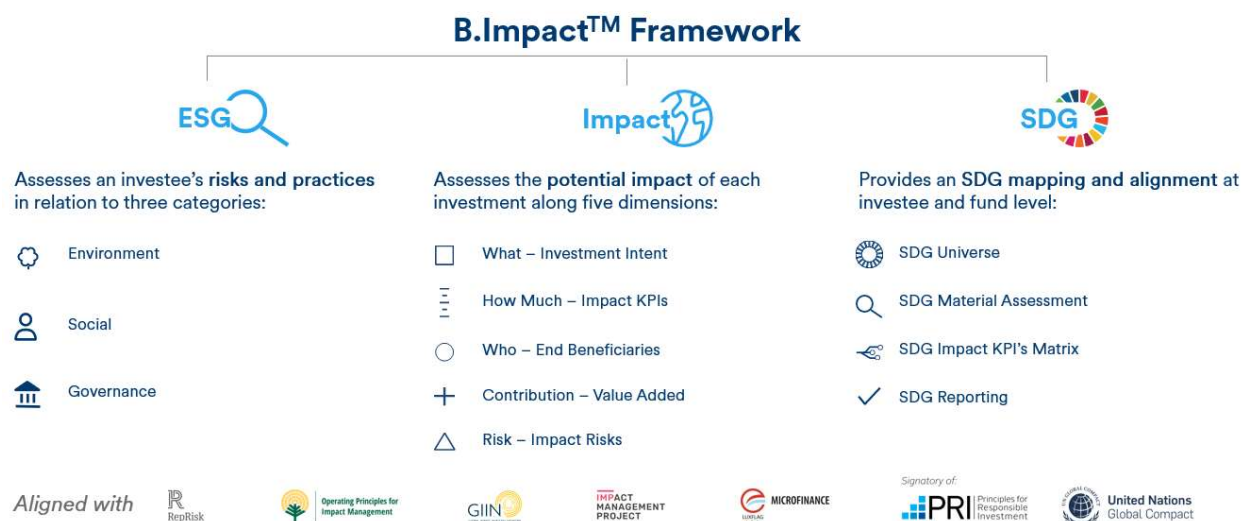 B.Impact™ Framework
ESG
Impact
SDG
Assesses an investee's risks and practices
in relation to three categories:
Environment
Social
Governance
Assesses the potential impact of each
investment along five dimensions:
What – Investment Intent
How Much – Impact KPIs
Who – End Beneficiaries
Contribution – Value Added
Risk – Impact Risks
Provides an SDG mapping and alignment at
investee and fund level:
SDG Universe
SDG Material Assessment
SDG Impact KPI's Matrix
SDG Reporting
Aligned with
R
RepRisk
Operating Principles for
Impact Management
GIIN
IMPACT
MANAGEMENT
PROJECT
LUXFLAG
MICROFINANCE
Signatory of:
PRI
Principles for
Responsible
Investment
United Nations
Global Compact